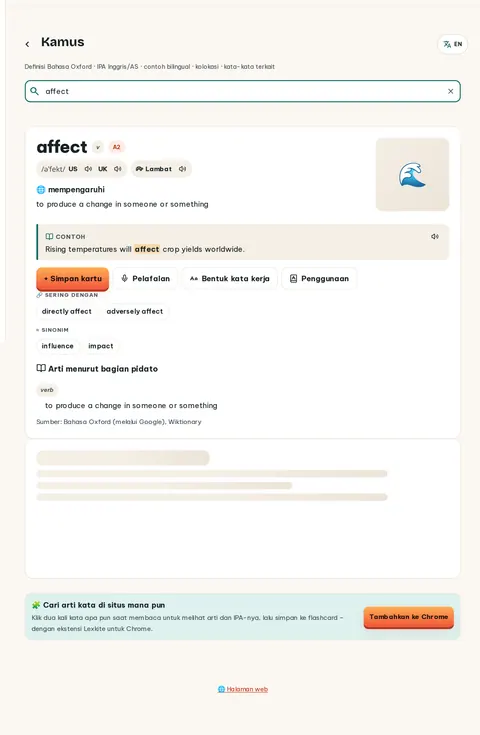 Kamus
EN
Definisi Bahasa Oxford · IPA Inggris/AS · contoh bilingual · kolokasi · kata-kata terkait
affect
affect v A2
/əˈfekt/ US UK Lambat
mempengaruhi
to produce a change in someone or something
CONTOH
Rising temperatures will affect crop yields worldwide.
+ Simpan kartu Pelafalan Bentuk kata kerja Penggunaan
SERING DENGAN
directly affect adversely affect
≈ SINONIM
influence impact
Arti menurut bagian pidato
verb
to produce a change in someone or something
Sumber: Bahasa Oxford (melalui Google), Wiktionary
Cari arti kata di situs mana pun
Klik dua kali kata apa pun saat membaca untuk melihat arti dan IPA-nya, lalu simpan ke flashcard –
dengan ekstensi Lexkite untuk Chrome.
Tambahkan ke Chrome
Halaman web